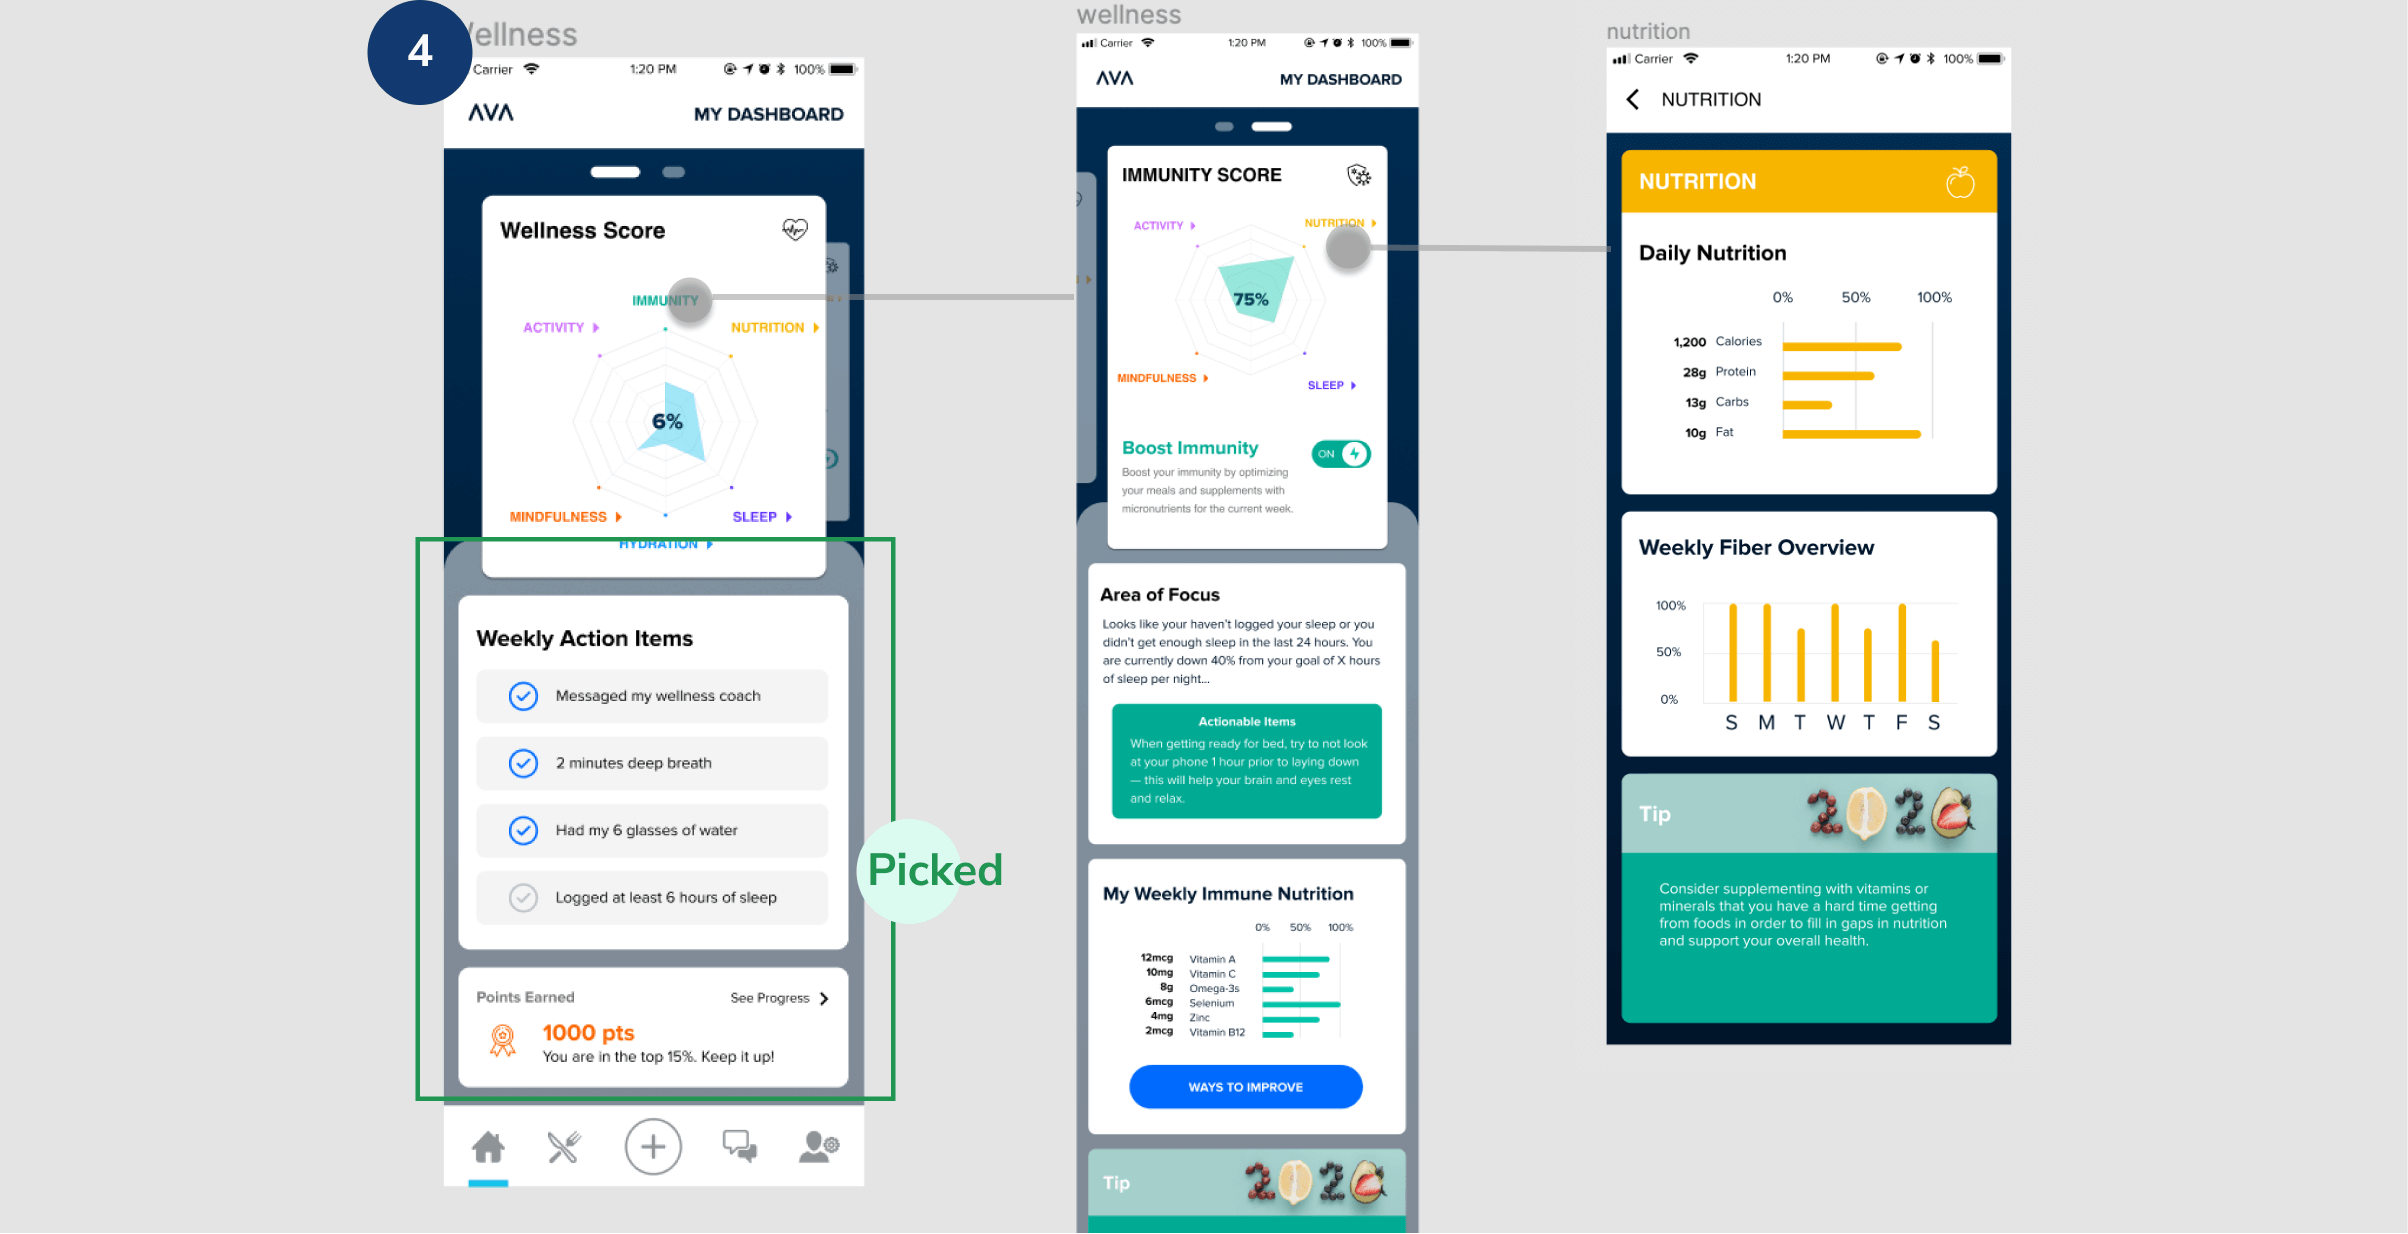 4
Wellness
Carrier 1:20 PM 100%
AVA MY DASHBOARD
Wellness Score
IMMUNITY
ACTIVITY
NUTRITION
6%
MINDFULNESS
SLEEP
HYDRATION
Weekly Action Items
Messaged my wellness coach
2 minutes deep breath
Had my 6 glasses of water
Logged at least 6 hours of sleep
Points Earned See Progress
1000 pts
You are in the top 15%. Keep it up!
Picked
wellness
Carrier 1:20 PM 100%
AVA MY DASHBOARD
IMMUNITY SCORE
NUTRITION
ACTIVITY
75%
MINDFULNESS
SLEEP
Boost Immunity
ON
Boost your immunity by optimizing
your meals and supplements with
micronutrients for the current week.
Area of Focus
Looks like your haven't logged your sleep or you
didn't get enough sleep in the last 24 hours. You
are currently down 40% from your goal of X hours
of sleep per night...
Actionable Items
When getting ready for bed, try to not look
at your phone 1 hour prior to laying down
— this will help your brain and eyes rest
and relax.
My Weekly Immune Nutrition
0% 50% 100%
12mcg Vitamin A
10mg Vitamin C
8g Omega-3s
6mcg Selenium
4mg Zinc
2mcg Vitamin B12
WAYS TO IMPROVE
Tip 2020
nutrition
Carrier 1:20 PM 100%
NUTRITION
NUTRITION
Daily Nutrition
0% 50% 100%
1,200 Calories
28g Protein
13g Carbs
10g Fat
Weekly Fiber Overview
100%
50%
0%
S M T W T F S
Tip 2020
Consider supplementing with vitamins or
minerals that you have a hard time getting
from foods in order to fill in gaps in nutrition
and support your overall health.